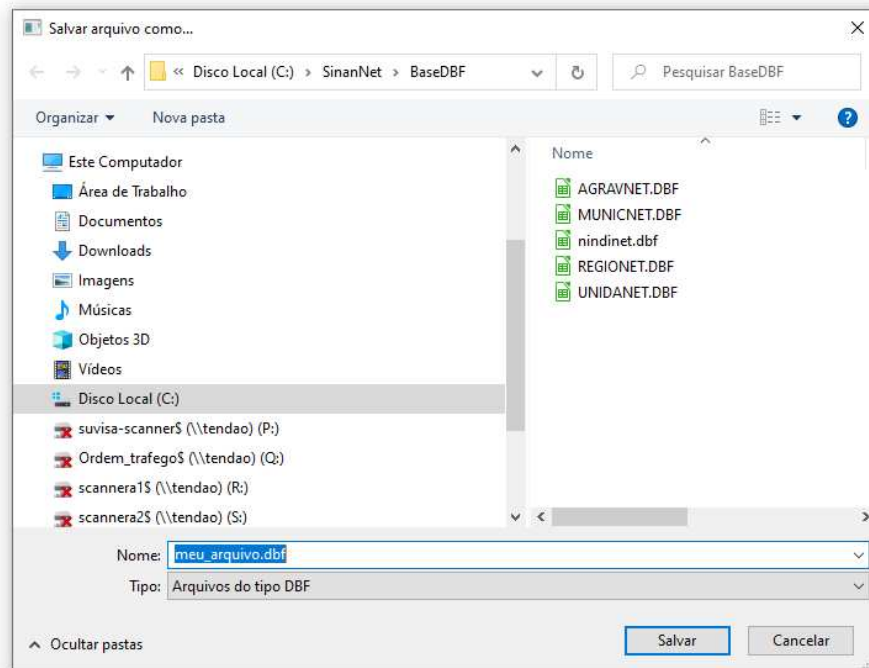 Salvar arquivo como...
« Disco Local (C:) › SinanNet › BaseDBF
Pesquisar BaseDBF
Organizar
Nova pasta
?
Este Computador
Área de Trabalho
Documentos
Downloads
Imagens
Músicas
Objetos 3D
Vídeos
Disco Local (C:)
suvisa-scanner$ (\\tendao) (P:)
Ordem_trafego$ (\\tendao) (Q:)
scannera1$ (\\tendao) (R:)
scannera2$ (\\tendao) (S:)
Nome
AGRAVNET.DBF
MUNICNET.DBF
nindinet.dbf
REGIONET.DBF
UNIDANET.DBF
Nome: meu_arquivo.dbf
Tipo: Arquivos do tipo DBF
Ocultar pastas
Salvar
Cancelar